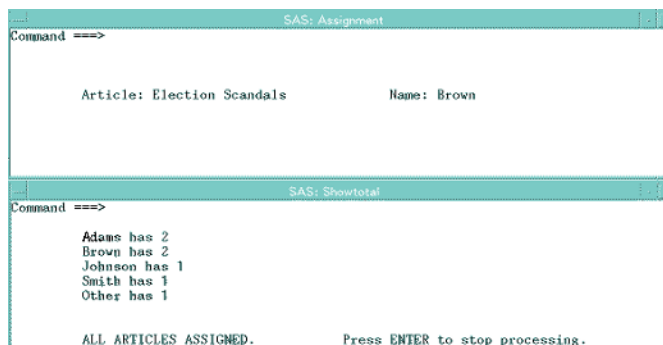 SAS: Assignment
Command ===>
Article: Election Scandals Name: Brown
SAS: Showtotal
Command ===>
Adams has 2
Brown has 2
Johnson has 1
Smith has 1
Other has 1
ALL ARTICLES ASSIGNED. Press ENTER to stop processing.